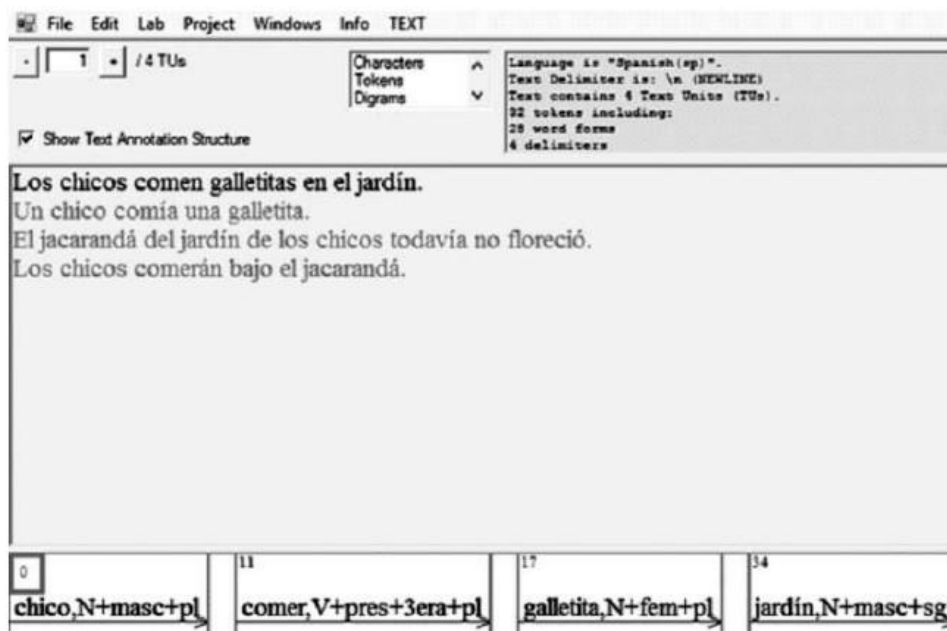 File Edit Lab Project Windows Info TEXT
- 1 + / 4 TUs
Characters
Tokens
Digrams
Language is "Spanish(sp)".
Text Delimiter is: \n (NEWLINE)
Text contains 4 Text Units (TUs).
32 tokens including:
28 word forms
4 delimiters
Show Text Annotation Structure
Los chicos comen galletitas en el jardín.
Un chico comía una galletita.
El jacarandá del jardín de los chicos todavía no floreció.
Los chicos comerán bajo el jacarandá.
0 11 17 34
chico,N+masc+pl comer,V+pres+3era+pl galletita,N+fem+pl jardín,N+masc+sg